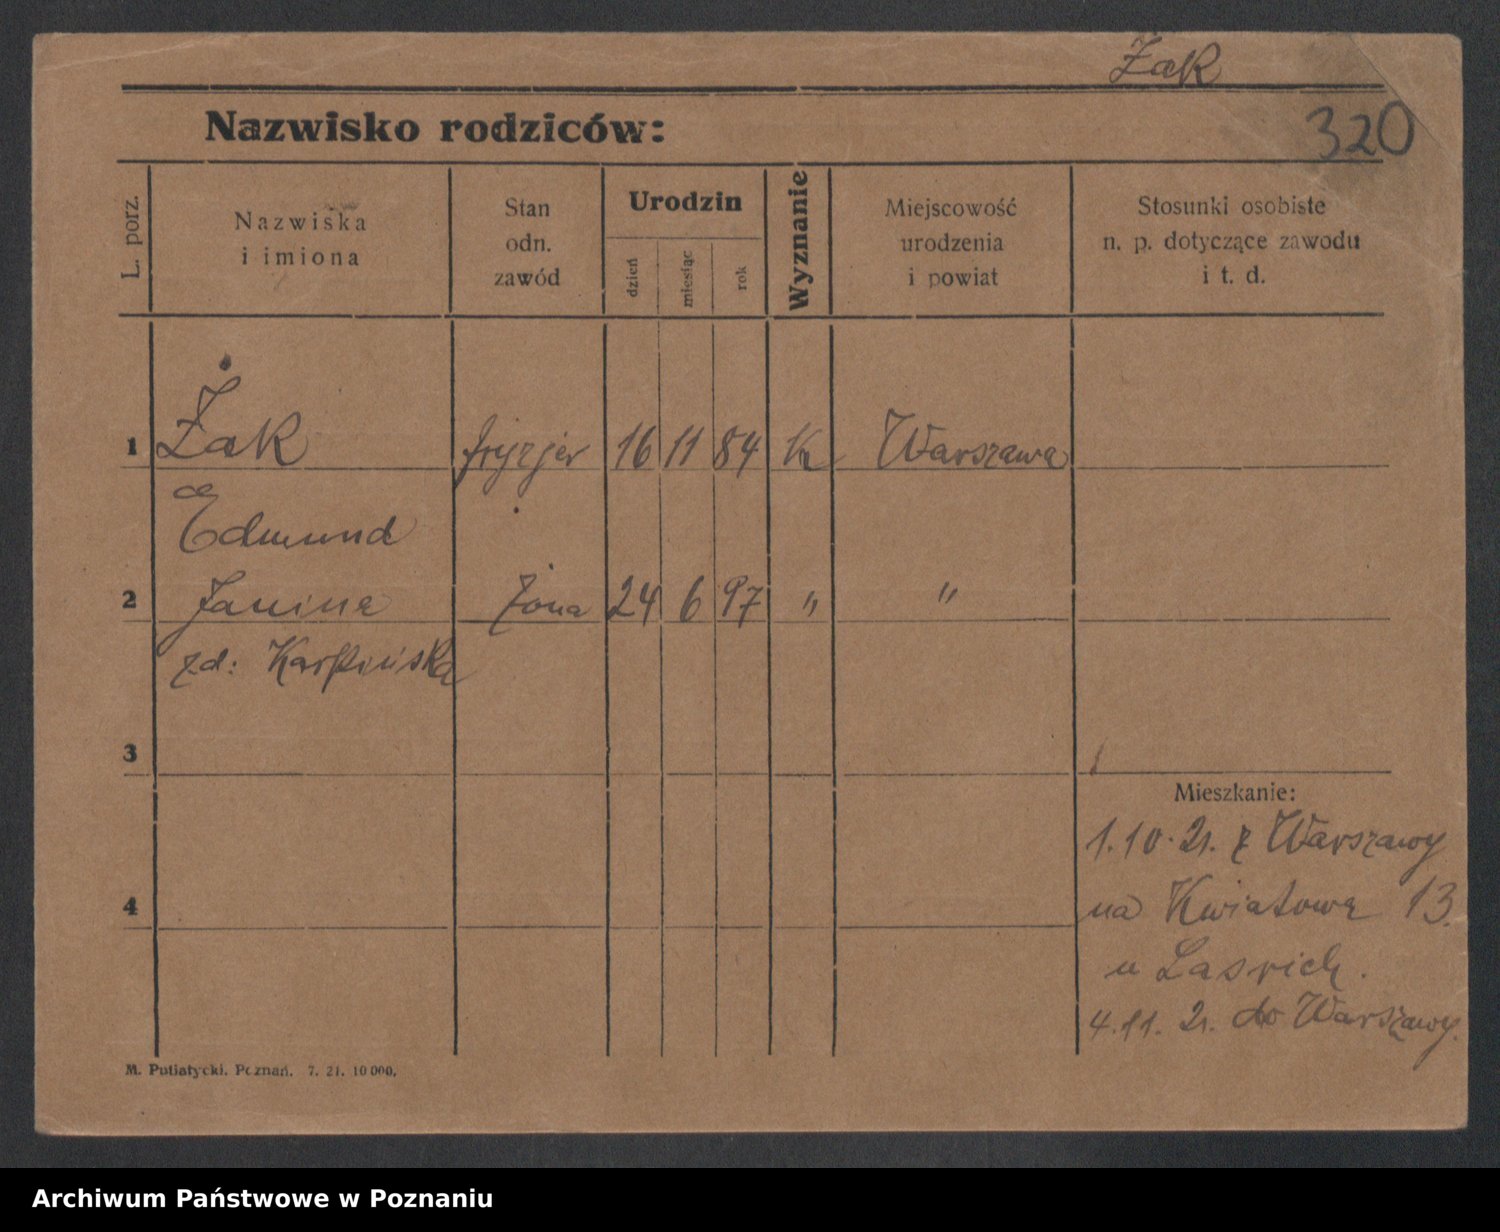 Żak
320
Nazwisko rodziców:
L. porz.
Nazwiska
i imiona
Stan
odn.
zawód
Urodzin
dzień
miesiąc
rok
Wyznanie
Miejscowość
urodzenia
i powiat
Stosunki osobiste
n. p. dotyczące zawodu
i t. d.
1 Żak fryzjer 16 11 84 K Warszawa
Edmund
2 Janina żona 24 6 97 " "
zd: Karpińska
3
Mieszkanie:
1.10.21. z Warszawy
4 na Kwiatową 13.
u
4.11.21. do Warszawy.
M. Putiatycki. Poznań. 7. 21. 10 000.
Archiwum Państwowe w Poznaniu